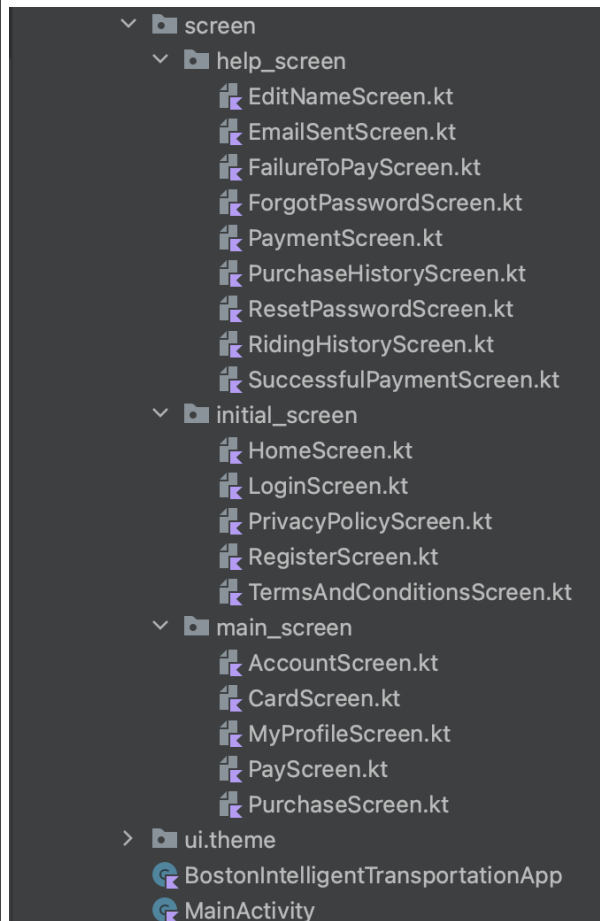 screen
help_screen
EditNameScreen.kt
EmailSentScreen.kt
FailureToPayScreen.kt
ForgotPasswordScreen.kt
PaymentScreen.kt
PurchaseHistoryScreen.kt
ResetPasswordScreen.kt
RidingHistoryScreen.kt
SuccessfulPaymentScreen.kt
initial_screen
HomeScreen.kt
LoginScreen.kt
PrivacyPolicyScreen.kt
RegisterScreen.kt
TermsAndConditionsScreen.kt
main_screen
AccountScreen.kt
CardScreen.kt
MyProfileScreen.kt
PayScreen.kt
PurchaseScreen.kt
ui.theme
BostonIntelligentTransportationApp
MainActivity